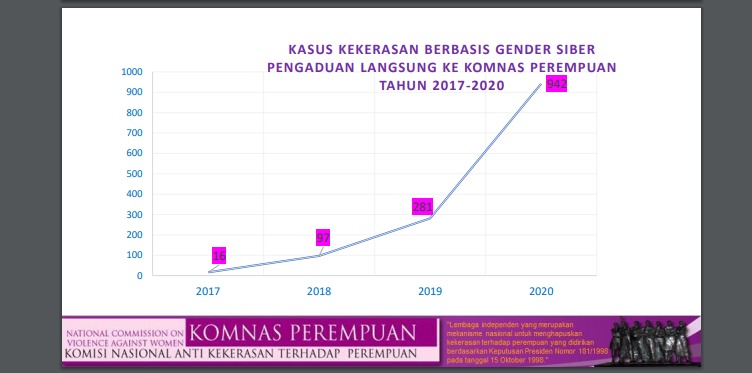 KASUS KEKERASAN BERBASIS GENDER SIBER
PENGADUAN LANGSUNG KE KOMNAS PEREMPUAN
TAHUN 2017-2020
1000
900
800
700
600
500
400
300
200
100
0
16
97
281
942
2017
2018
2019
2020
NATIONAL COMMISSION ON
VIOLENCE AGAINST WOMEN
KOMNAS PEREMPUAN
KOMISI NASIONAL ANTI KEKERASAN TERHADAP PEREMPUAN
"Lembaga independen yang merupakan
mekanisme nasional untuk menghapuskan
kekerasan terhadap perempuan yang didirikan
berdasarkan Keputusan Presiden Nomor 181/1998
pada tanggal 15 Oktober 1998."